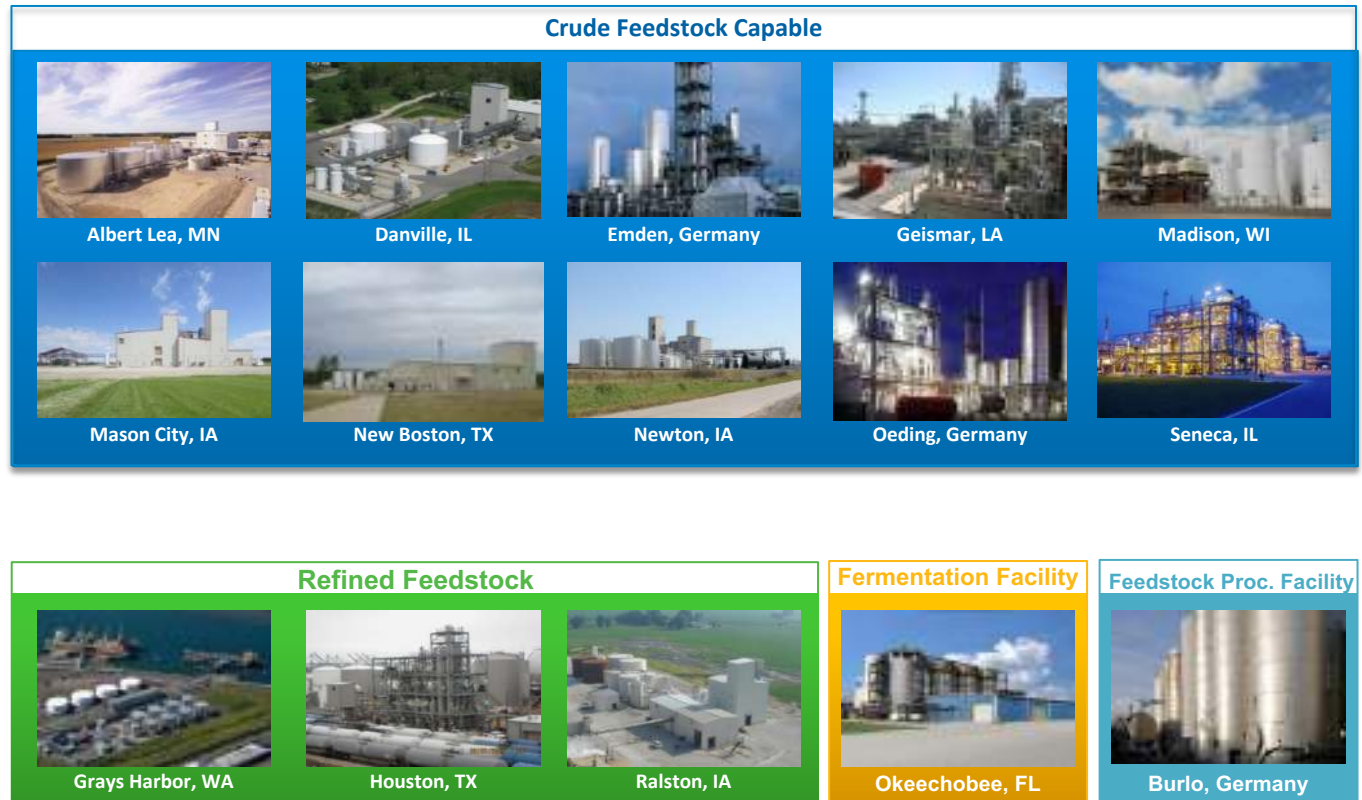 Crude Feedstock Capable
Albert Lea, MN
Danville, IL
Emden, Germany
Geismar, LA
Madison, WI
Mason City, IA
New Boston, TX
Newton, IA
Oeding, Germany
Seneca, IL
Refined Feedstock
Fermentation Facility
Feedstock Proc. Facility
Grays Harbor, WA
Houston, TX
Ralston, IA
Okeechobee, FL
Burlo, Germany